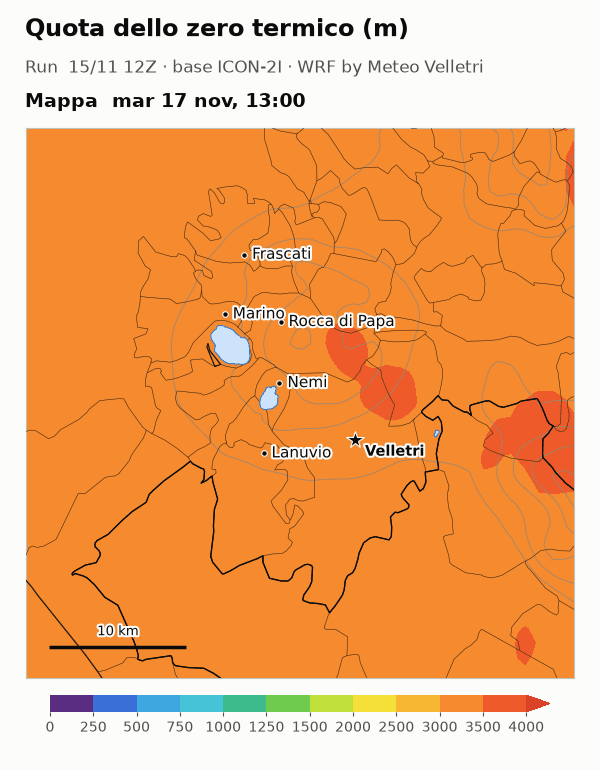 Quota dello zero termico (m)
Run  15/11 12Z · base ICON-2I · WRF by Meteo Velletri
Mappa  mar 17 nov, 13:00
Frascati
Marino
Rocca di Papa
Nemi
Velletri
Lanuvio
10 km
0 250 500 750 1000 1250 1500 2000 2500 3000 3500 4000